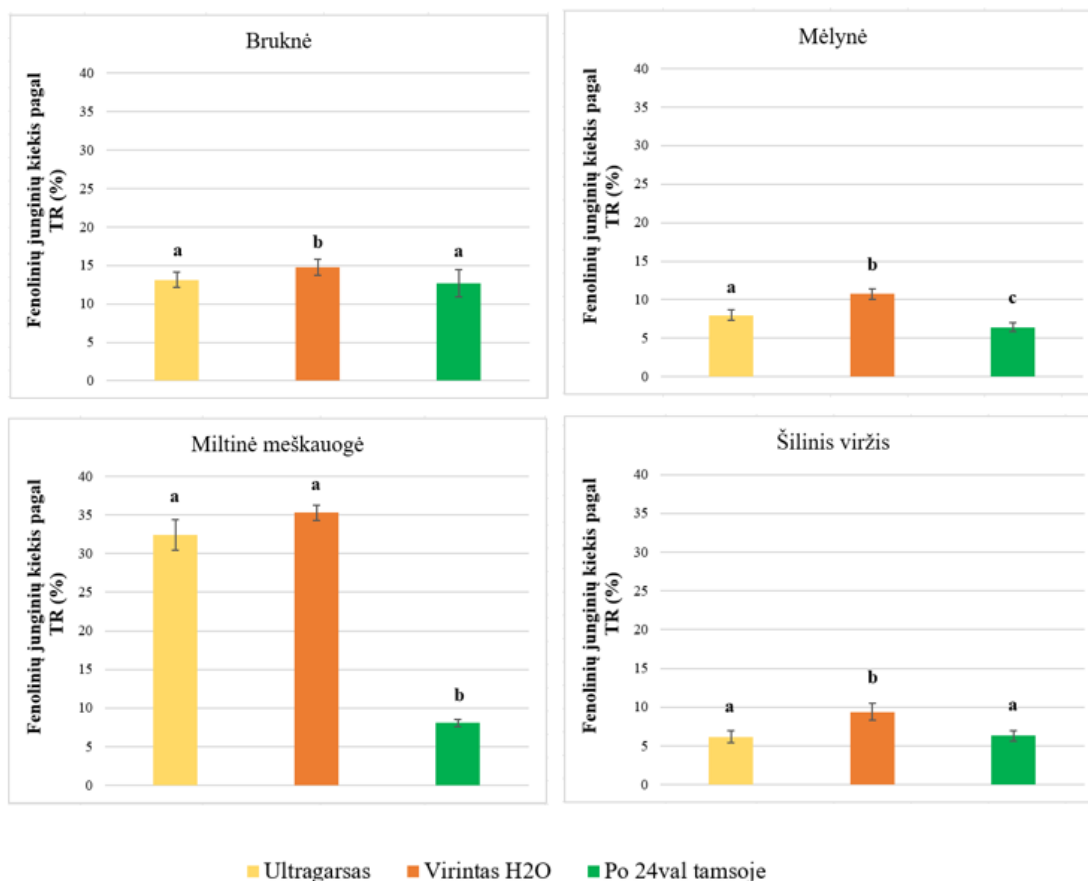 Bruknė
Fenolinių junginių kiekis pagal
TR (%)
40
35
30
25
20
15
10
5
0
a
b
a
Mėlynė
Fenolinių junginių kiekis pagal
TR (%)
40
35
30
25
20
15
10
5
0
a
b
c
Miltinė meškauogė
Fenolinių junginių kiekis pagal
TR (%)
40
35
30
25
20
15
10
5
0
a
a
b
Šilinis viržis
Fenolinių junginių kiekis pagal
TR (%)
40
35
30
25
20
15
10
5
0
a
b
a
Ultragarsas Virintas H2O Po 24val tamsoje